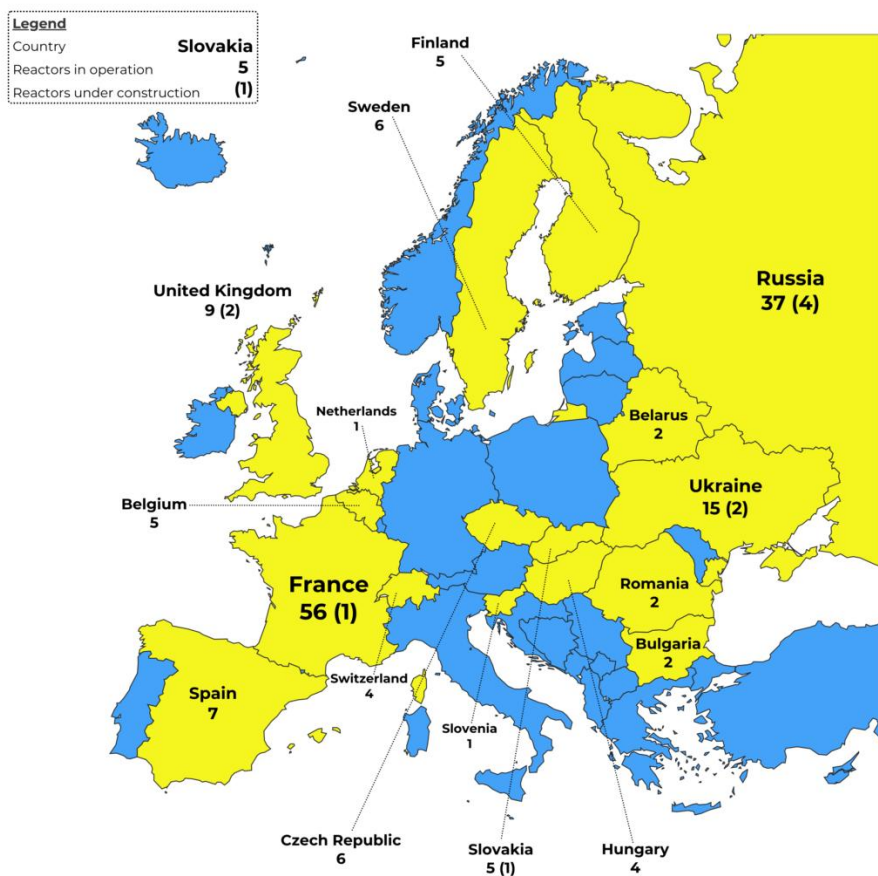 Legend
Country Slovakia
Reactors in operation 5
Reactors under construction (1)
Finland
5
Sweden
6
Russia
37 (4)
United Kingdom
9 (2)
Netherlands
1
Belarus
2
Belgium
5
Ukraine
15 (2)
France
56 (1)
Romania
2
Bulgaria
2
Switzerland
4
Spain
7
Slovenia
1
Czech Republic
6
Slovakia
5 (1)
Hungary
4